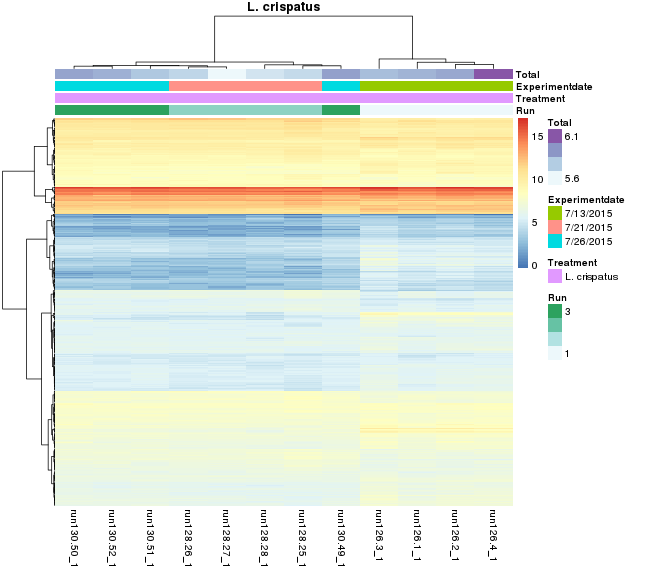 L. crispatus
Total
Experimentdate
Treatment
Run
15
10
5
0
Total
6.1
5.6
Experimentdate
7/13/2015
7/21/2015
7/26/2015
Treatment
L. crispatus
Run
3
1
run130.50_1
run130.52_1
run130.51_1
run128.26_1
run128.27_1
run128.28_1
run128.25_1
run130.49_1
run126.3_1
run126.1_1
run126.2_1
run126.4_1